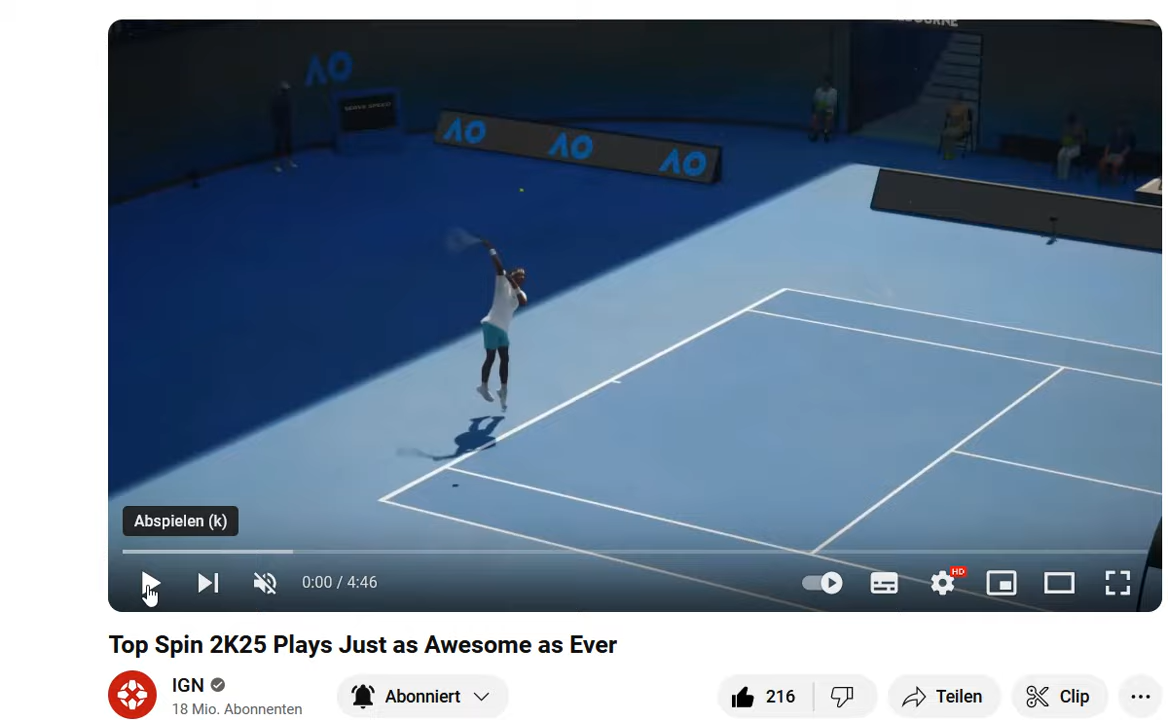 AO
AO AO AO
Abspielen (k)
0:00 / 4:46
HD
Top Spin 2K25 Plays Just as Awesome as Ever
IGN
18 Mio. Abonnenten
Abonniert
216
Teilen
Clip